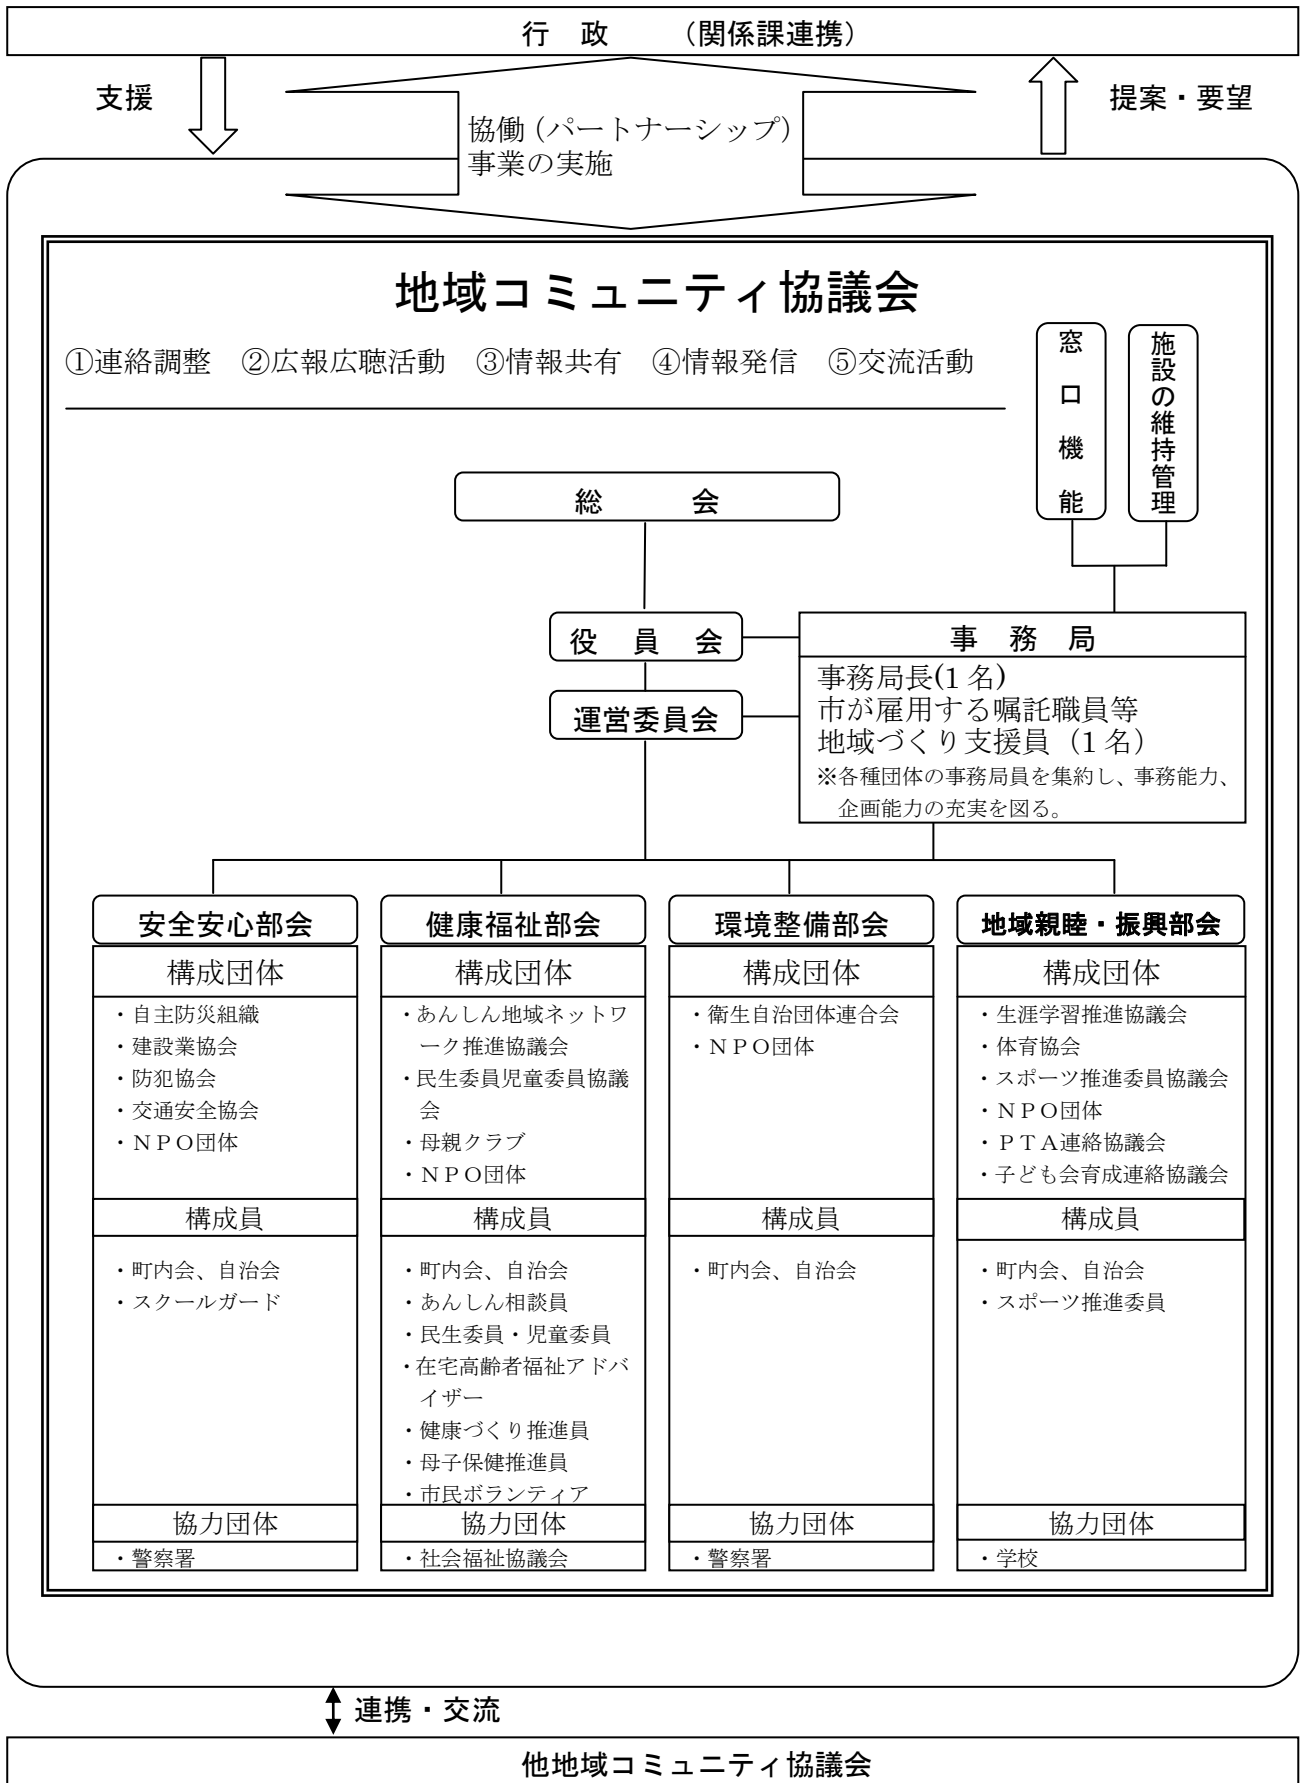 行　政　　（関係課連携）
支援
提案・要望
協働（パートナーシップ）
事業の実施
地域コミュニティ協議会
①連絡調整　②広報広聴活動　③情報共有　④情報発信　⑤交流活動
窓口機能
施設の維持管理
総　　会
役　員　会
運営委員会
事　務　局
事務局長(1名)
市が雇用する嘱託職員等
地域づくり支援員（1名）
※各種団体の事務局員を集約し、事務能力、
企画能力の充実を図る。
安全安心部会
構成団体
・自主防災組織
・建設業協会
・防犯協会
・交通安全協会
・ＮＰＯ団体
構成員
・町内会、自治会
・スクールガード
協力団体
・警察署
健康福祉部会
構成団体
・あんしん地域ネットワ
ーク推進協議会
・民生委員児童委員協議
会
・母親クラブ
・ＮＰＯ団体
構成員
・町内会、自治会
・あんしん相談員
・民生委員・児童委員
・在宅高齢者福祉アドバ
イザー
・健康づくり推進員
・母子保健推進員
・市民ボランティア
協力団体
・社会福祉協議会
環境整備部会
構成団体
・衛生自治団体連合会
・ＮＰＯ団体
構成員
・町内会、自治会
協力団体
・警察署
地域親睦・振興部会
構成団体
・生涯学習推進協議会
・体育協会
・スポーツ推進委員協議会
・ＮＰＯ団体
・ＰＴＡ連絡協議会
・子ども会育成連絡協議会
構成員
・町内会、自治会
・スポーツ推進委員
協力団体
・学校
連携・交流
他地域コミュニティ協議会